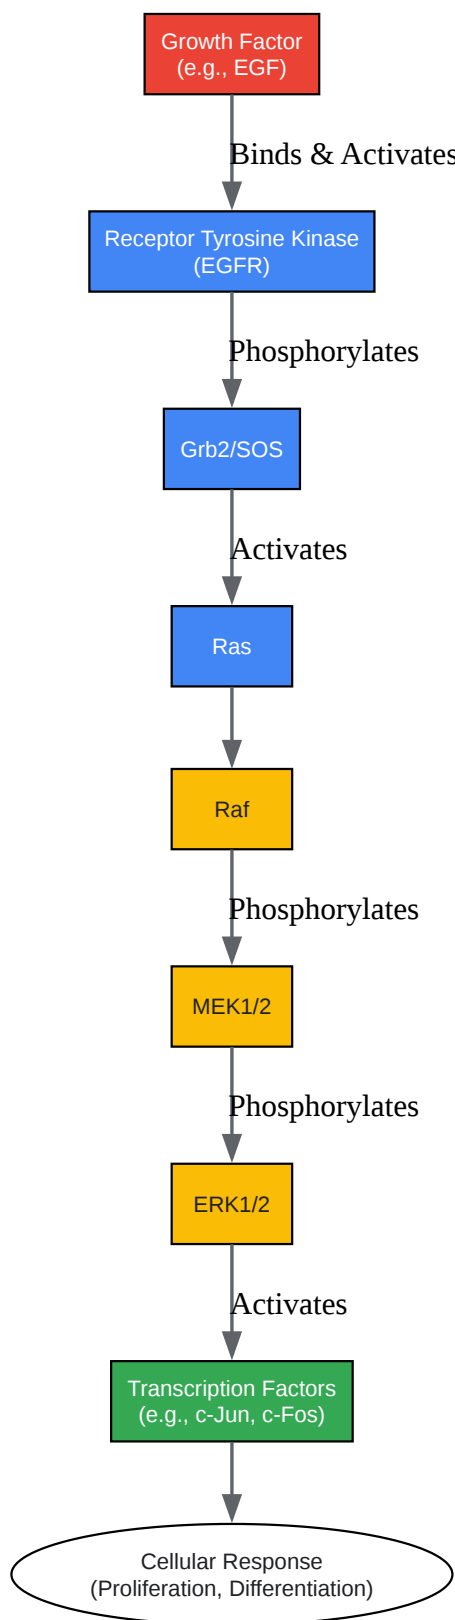 Growth Factor
(e.g., EGF)
Binds & Activates
Receptor Tyrosine Kinase
(EGFR)
Phosphorylates
Grb2/SOS
Activates
Ras
Raf
Phosphorylates
MEK1/2
Phosphorylates
ERK1/2
Activates
Transcription Factors
(e.g., c-Jun, c-Fos)
Cellular Response
(Proliferation, Differentiation)